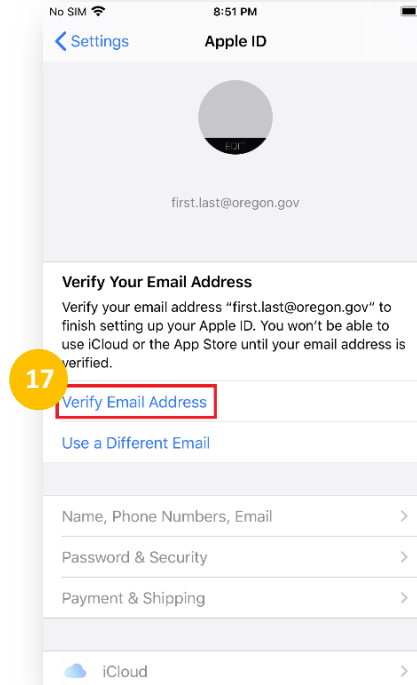 No SIM 8:51 PM
Settings Apple ID
EDIT
first.last@oregon.gov
Verify Your Email Address
Verify your email address “first.last@oregon.gov” to
finish setting up your Apple ID. You won’t be able to
use iCloud or the App Store until your email address is
verified.
17
Verify Email Address
Use a Different Email
Name, Phone Numbers, Email
Password & Security
Payment & Shipping
iCloud